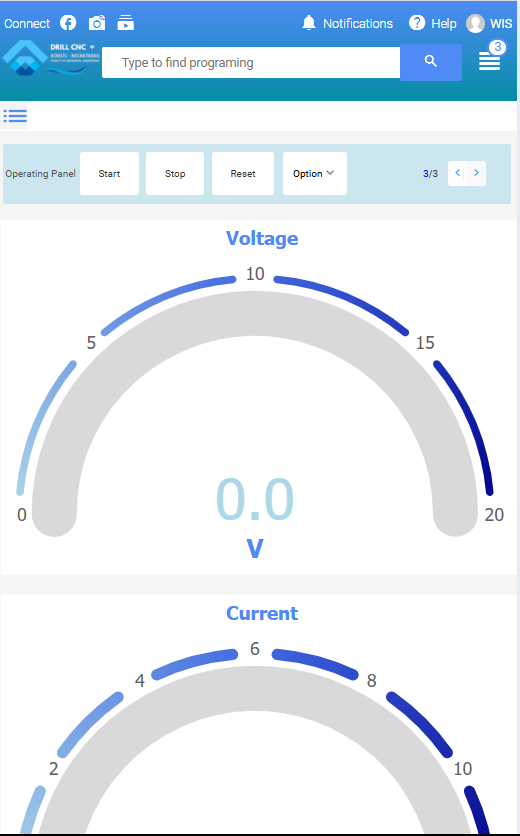 Connect
Notifications
Help
WIS
DRILL CNC
Type to find programing
3
Operating Panel
Start
Stop
Reset
Option
3/3
Voltage
10
5
15
0
0.0
20
V
Current
6
4
8
2
10